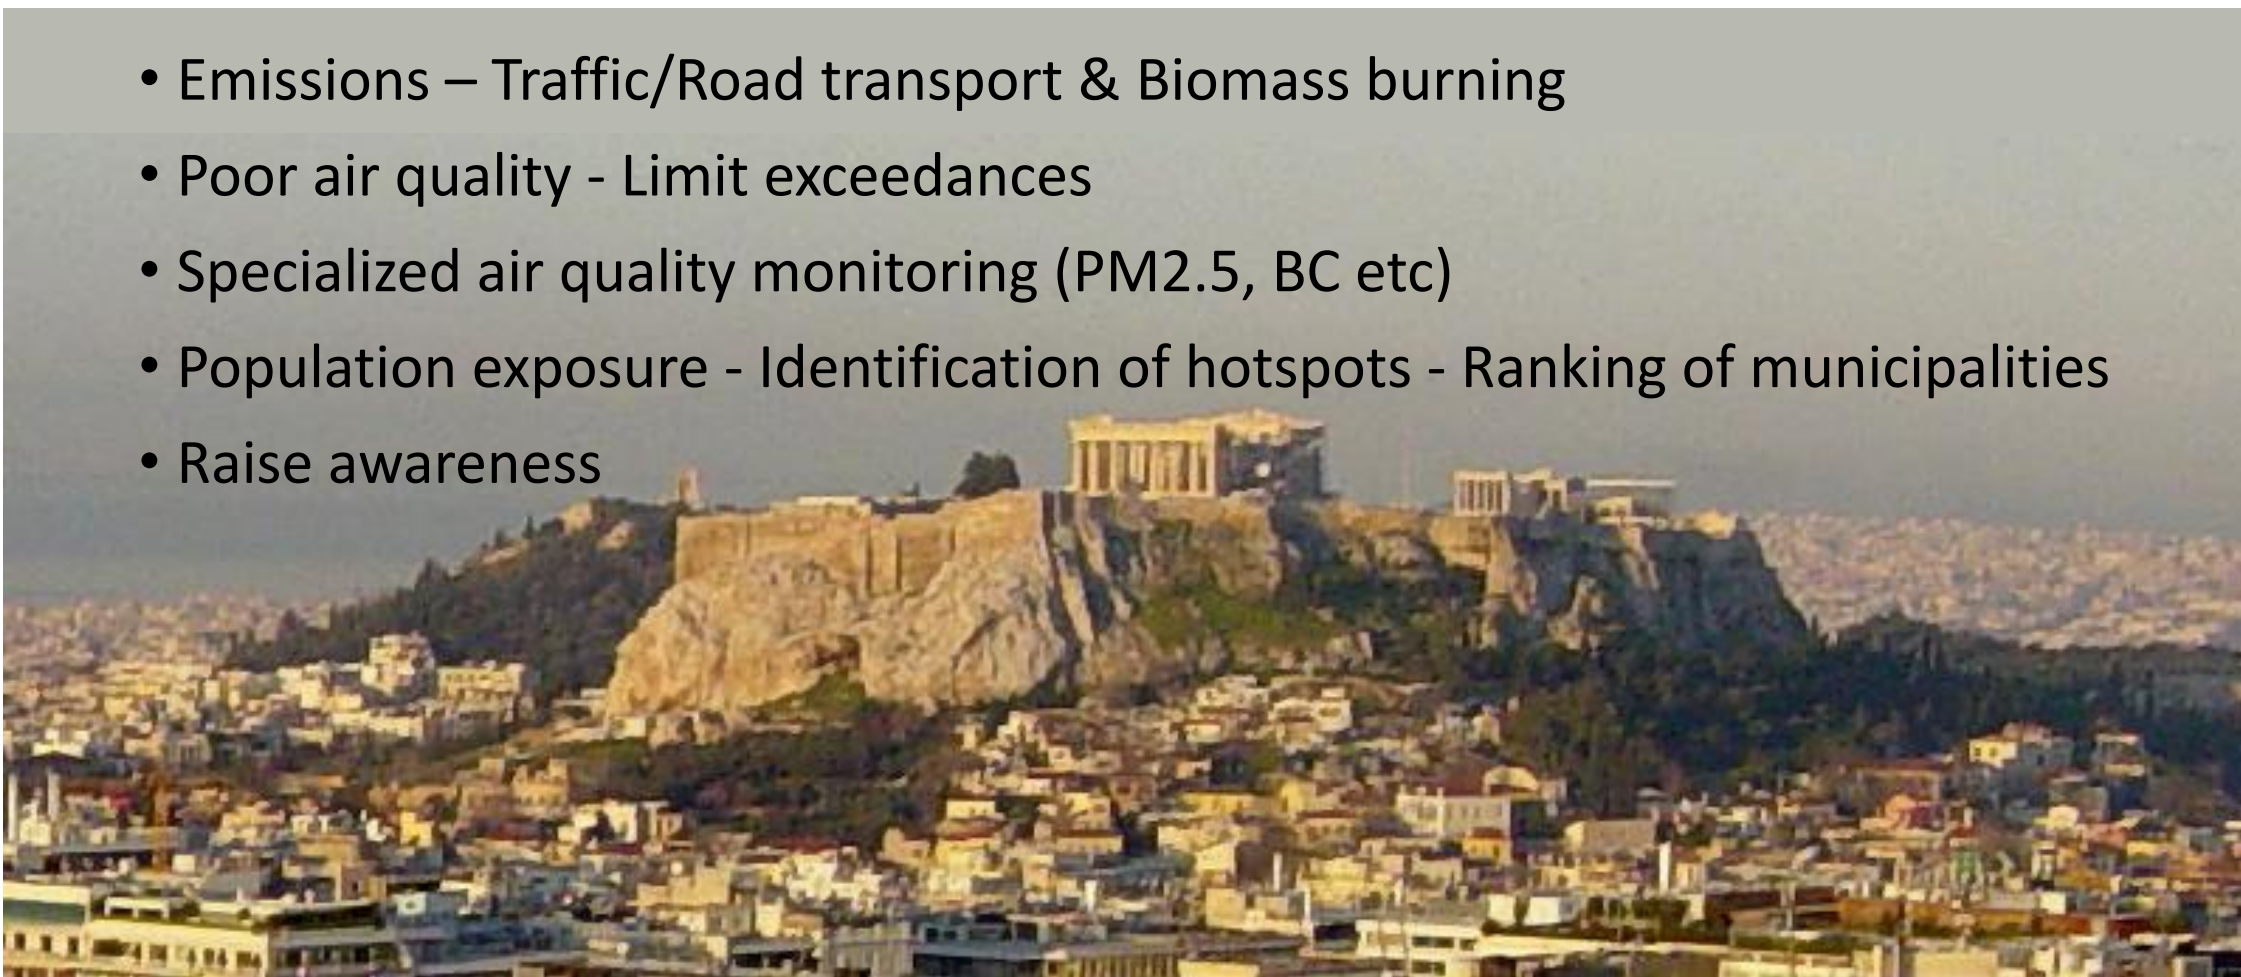 • Emissions – Traffic/Road transport & Biomass burning
• Poor air quality - Limit exceedances
• Specialized air quality monitoring (PM2.5, BC etc)
• Population exposure - Identification of hotspots - Ranking of municipalities
• Raise awareness